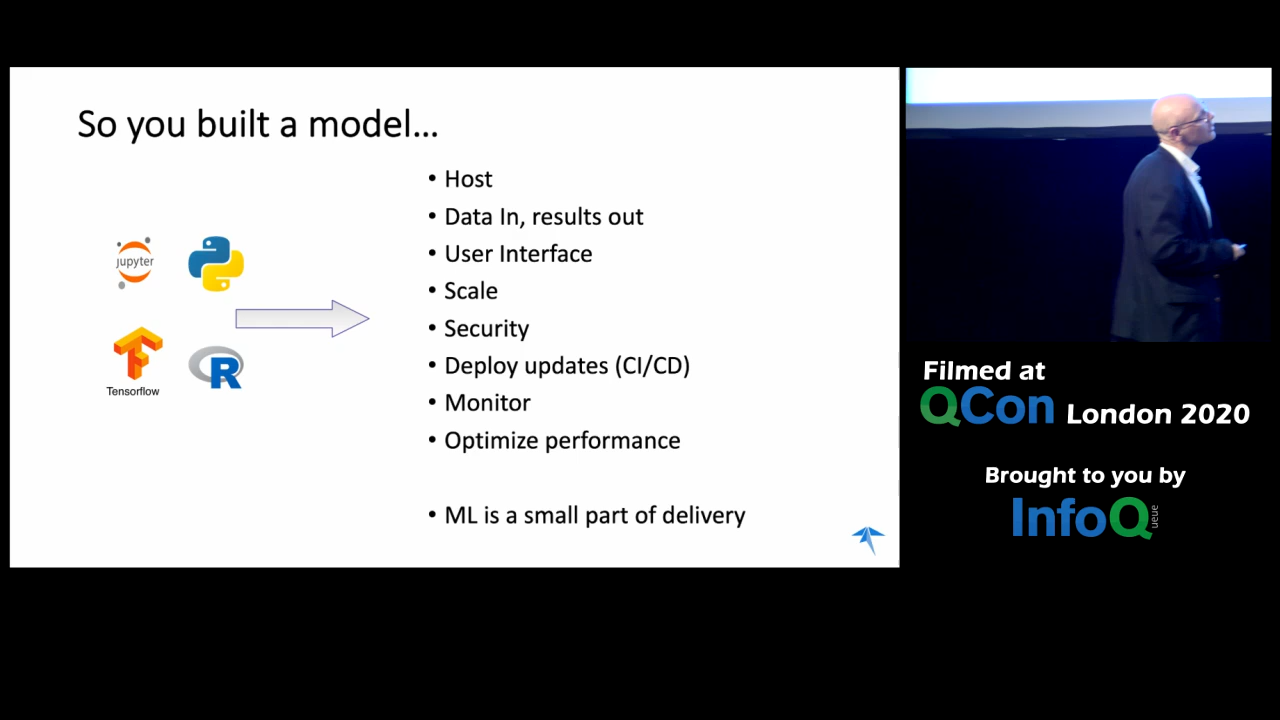 So you built a model...
• Host
• Data In, results out
• User Interface
• Scale
• Security
• Deploy updates (CI/CD)
• Monitor
• Optimize performance
• ML is a small part of delivery
jupyter
Tensorflow
R
Filmed at
QCon London 2020
Brought to you by
InfoQueue